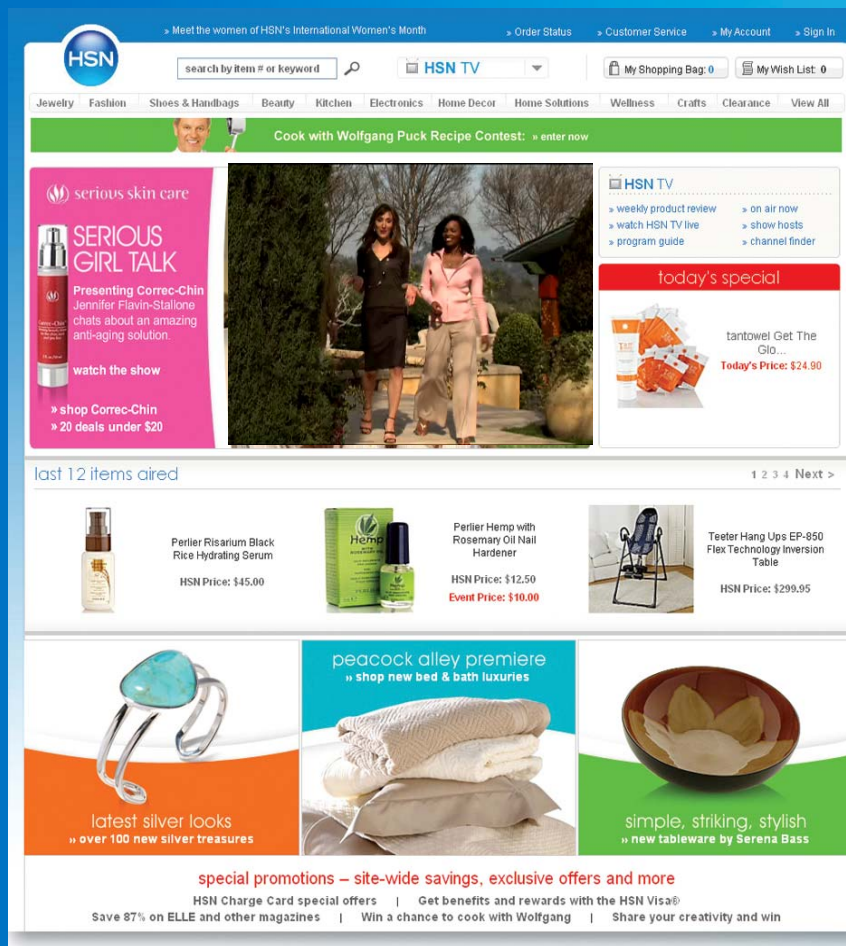 » Meet the women of HSN's International Women's Month
» Order Status » Customer Service » My Account » Sign In
HSN
search by item # or keyword
HSN TV
My Shopping Bag: 0
My Wish List: 0
Jewelry Fashion Shoes & Handbags Beauty Kitchen Electronics Home Decor Home Solutions Wellness Crafts Clearance View All
Cook with Wolfgang Puck Recipe Contest: » enter now
serious skin care
SERIOUS
GIRL TALK
Presenting Correc-Chin
Jennifer Flavin-Stallone
chats about an amazing
anti-aging solution.
watch the show
» shop Correc-Chin
» 20 deals under $20
Correc-Chin
HSN TV
» weekly product review » on air now
» watch HSN TV live » show hosts
» program guide » channel finder
today's special
tantowel Get The
Glo...
Today's Price: $24.90
last 12 items aired
1 2 3 4 Next >
Perlier Risarium Black
Rice Hydrating Serum
HSN Price: $45.00
Hemp
Perlier Hemp with
Rosemary Oil Nail
Hardener
HSN Price: $12.50
Event Price: $10.00
Teeter Hang Ups EP-850
Flex Technology Inversion
Table
HSN Price: $299.95
latest silver looks
» over 100 new silver treasures
peacock alley premiere
» shop new bed & bath luxuries
simple, striking, stylish
» new tableware by Serena Bass
special promotions – site-wide savings, exclusive offers and more
HSN Charge Card special offers | Get benefits and rewards with the HSN Visa®
Save 87% on ELLE and other magazines | Win a chance to cook with Wolfgang | Share your creativity and win